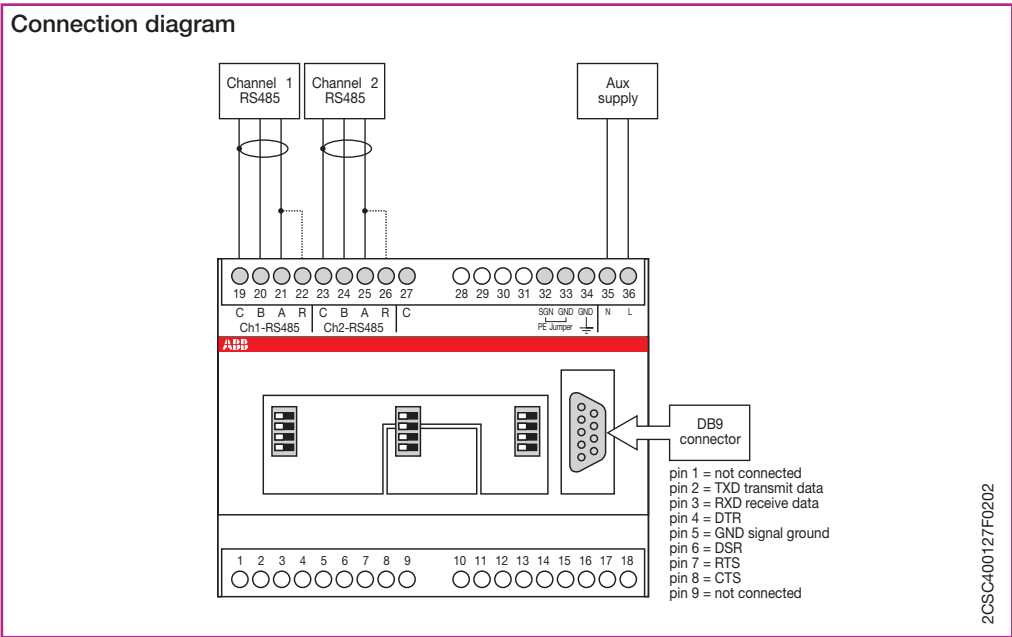 Connection diagram
Channel 1
RS485
Channel 2
RS485
Aux
supply
19 20 21 22 23 24 25 26 27 28 29 30 31 32 33 34 35 36
C B A R C B A R C SGN GND GND N L
Ch1-RS485 Ch2-RS485 PE Jumper
ABB
DB9
connector
pin 1 = not connected
pin 2 = TXD transmit data
pin 3 = RXD receive data
pin 4 = DTR
pin 5 = GND signal ground
pin 6 = DSR
pin 7 = RTS
pin 8 = CTS
pin 9 = not connected
1 2 3 4 5 6 7 8 9 10 11 12 13 14 15 16 17 18
2CSC400127F0202